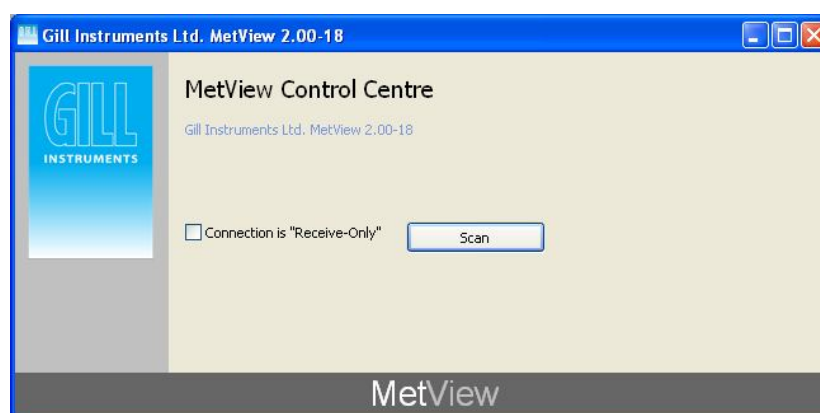 Gill Instruments Ltd. MetView 2.00-18
GILL
INSTRUMENTS
MetView Control Centre
Gill Instruments Ltd. MetView 2.00-18
Connection is "Receive-Only"
Scan
MetView